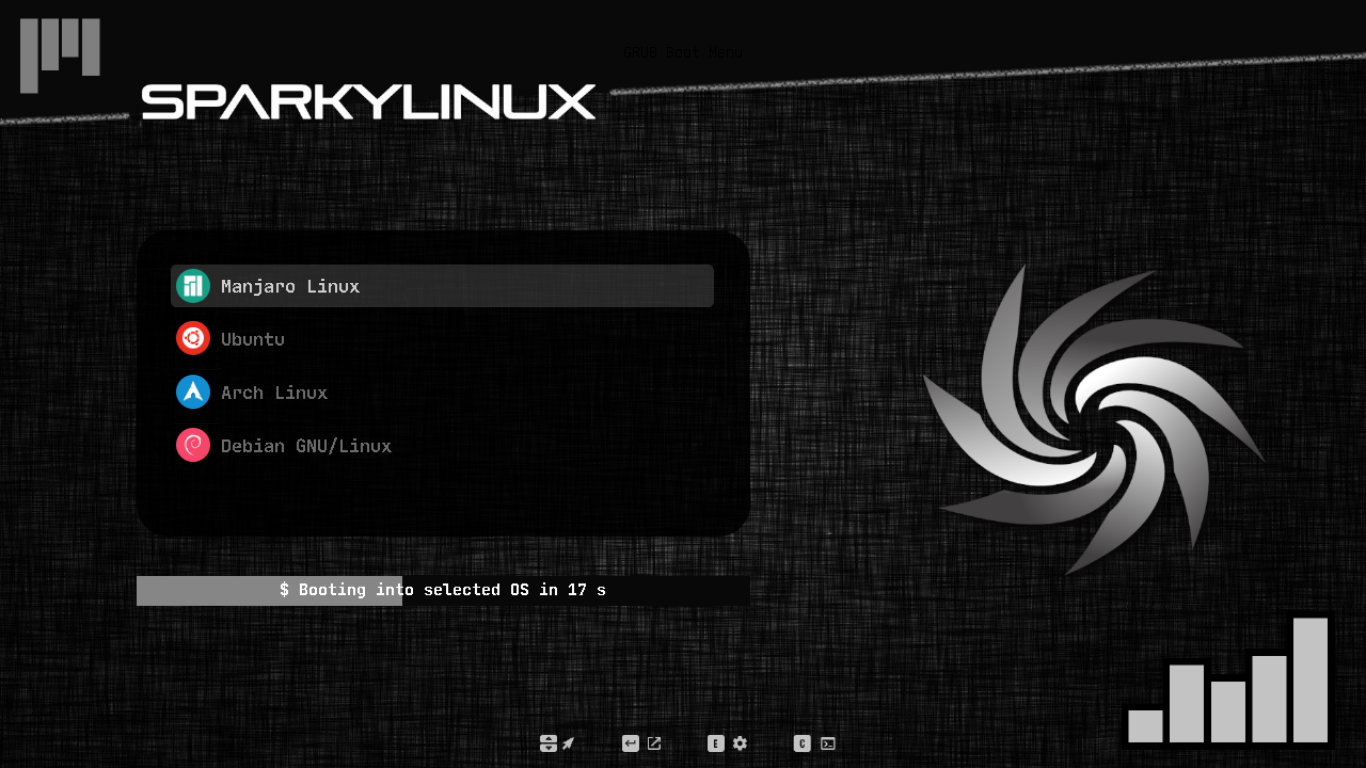 GRUB Boot Menu
SPARKYLINUX
Manjaro Linux
Ubuntu
Arch Linux
Debian GNU/Linux
$ Booting into selected OS in 17 s
E
C